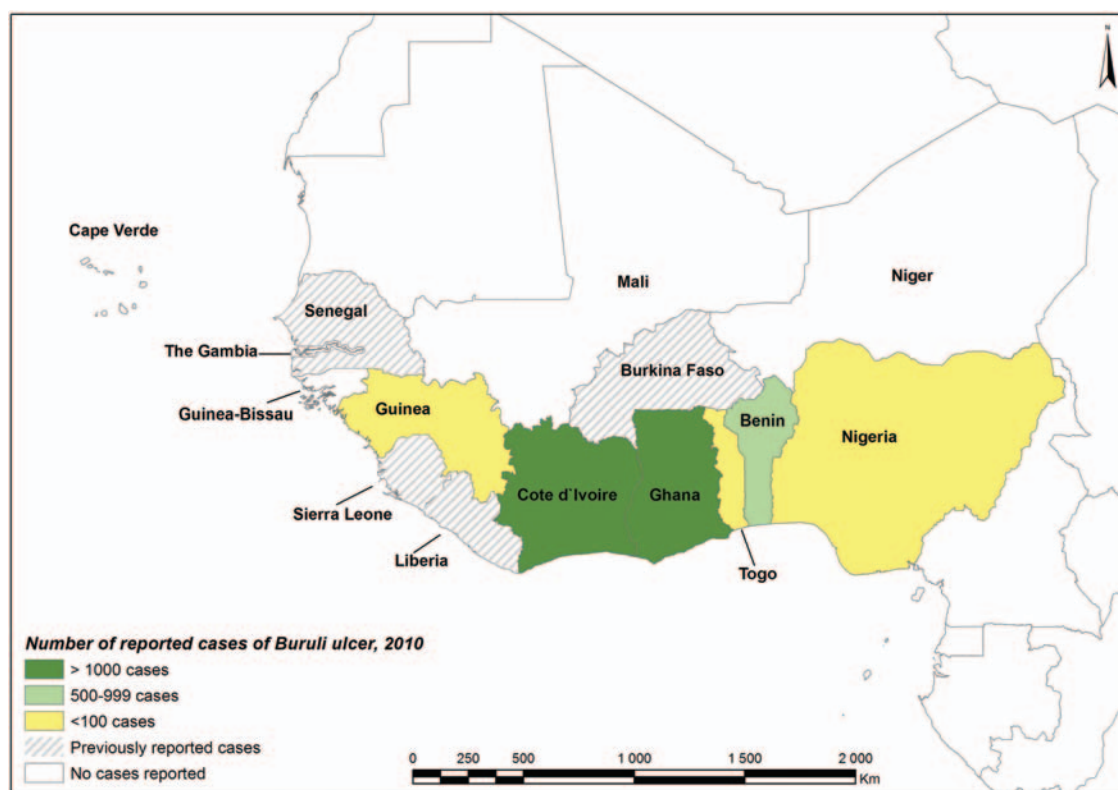 N
Cape Verde
Mali
Niger
Senegal
The Gambia
Burkina Faso
Guinea-Bissau
Guinea
Benin
Nigeria
Cote d`Ivoire
Ghana
Sierra Leone
Liberia
Togo
Number of reported cases of Buruli ulcer, 2010
> 1000 cases
500-999 cases
<100 cases
Previously reported cases
No cases reported
0 250 500 1 000 1 500 2 000
Km